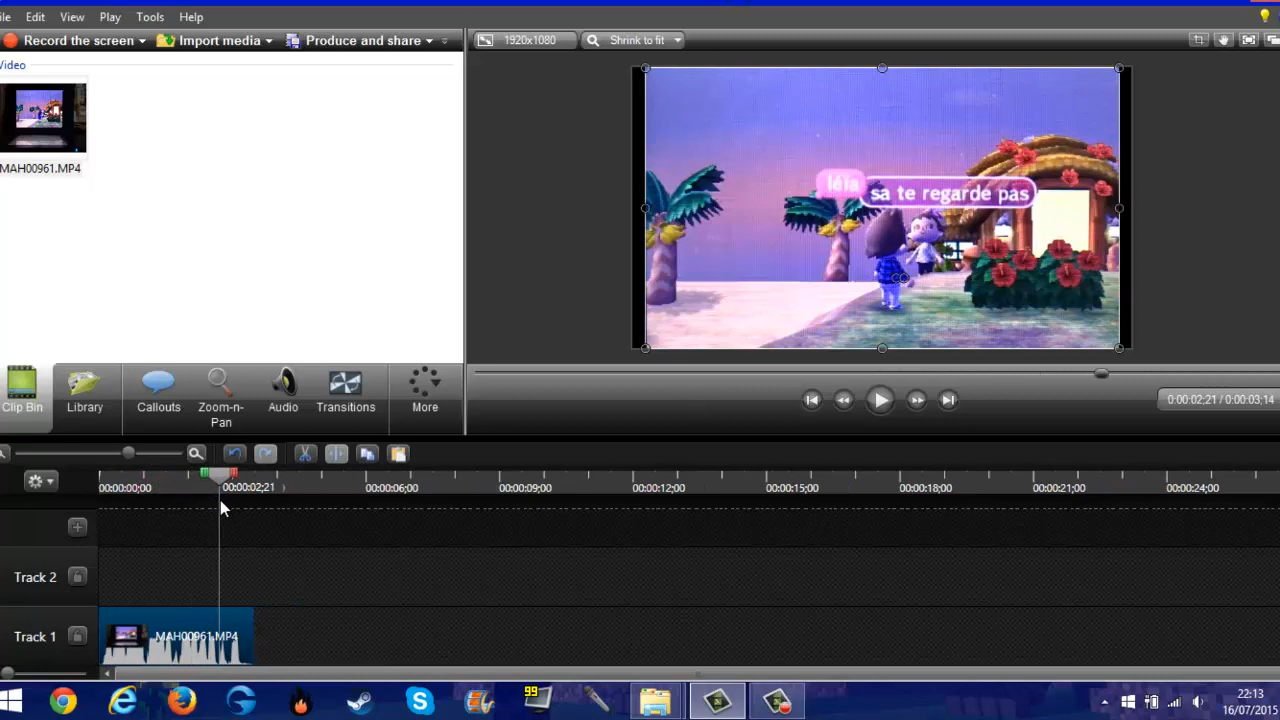 ile Edit View Play Tools Help
Record the screen Import media Produce and share
1920x1080 Shrink to fit
Video
MAH00961.MP4
léïa
sa te regarde pas
Clip Bin Library Callouts Zoom-n-Pan Audio Transitions More
0:00:02;21 / 0:00:03;14
00:00:00;00 00:00:02;21 00:00:06;00 00:00:09;00 00:00:12;00 00:00:15;00 00:00:18;00 00:00:21;00 00:00:24;00
Track 2
Track 1 MAH00961.MP4
99
22:13
16/07/2015